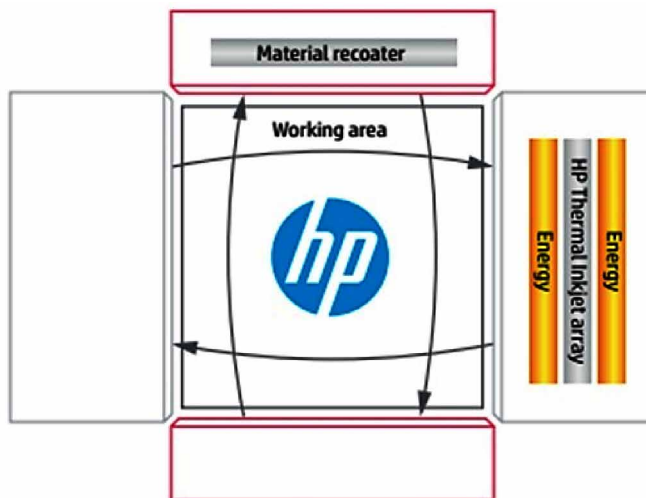 Material recoater
Working area
hp
Energy
HP Thermal Inkjet array
Energy